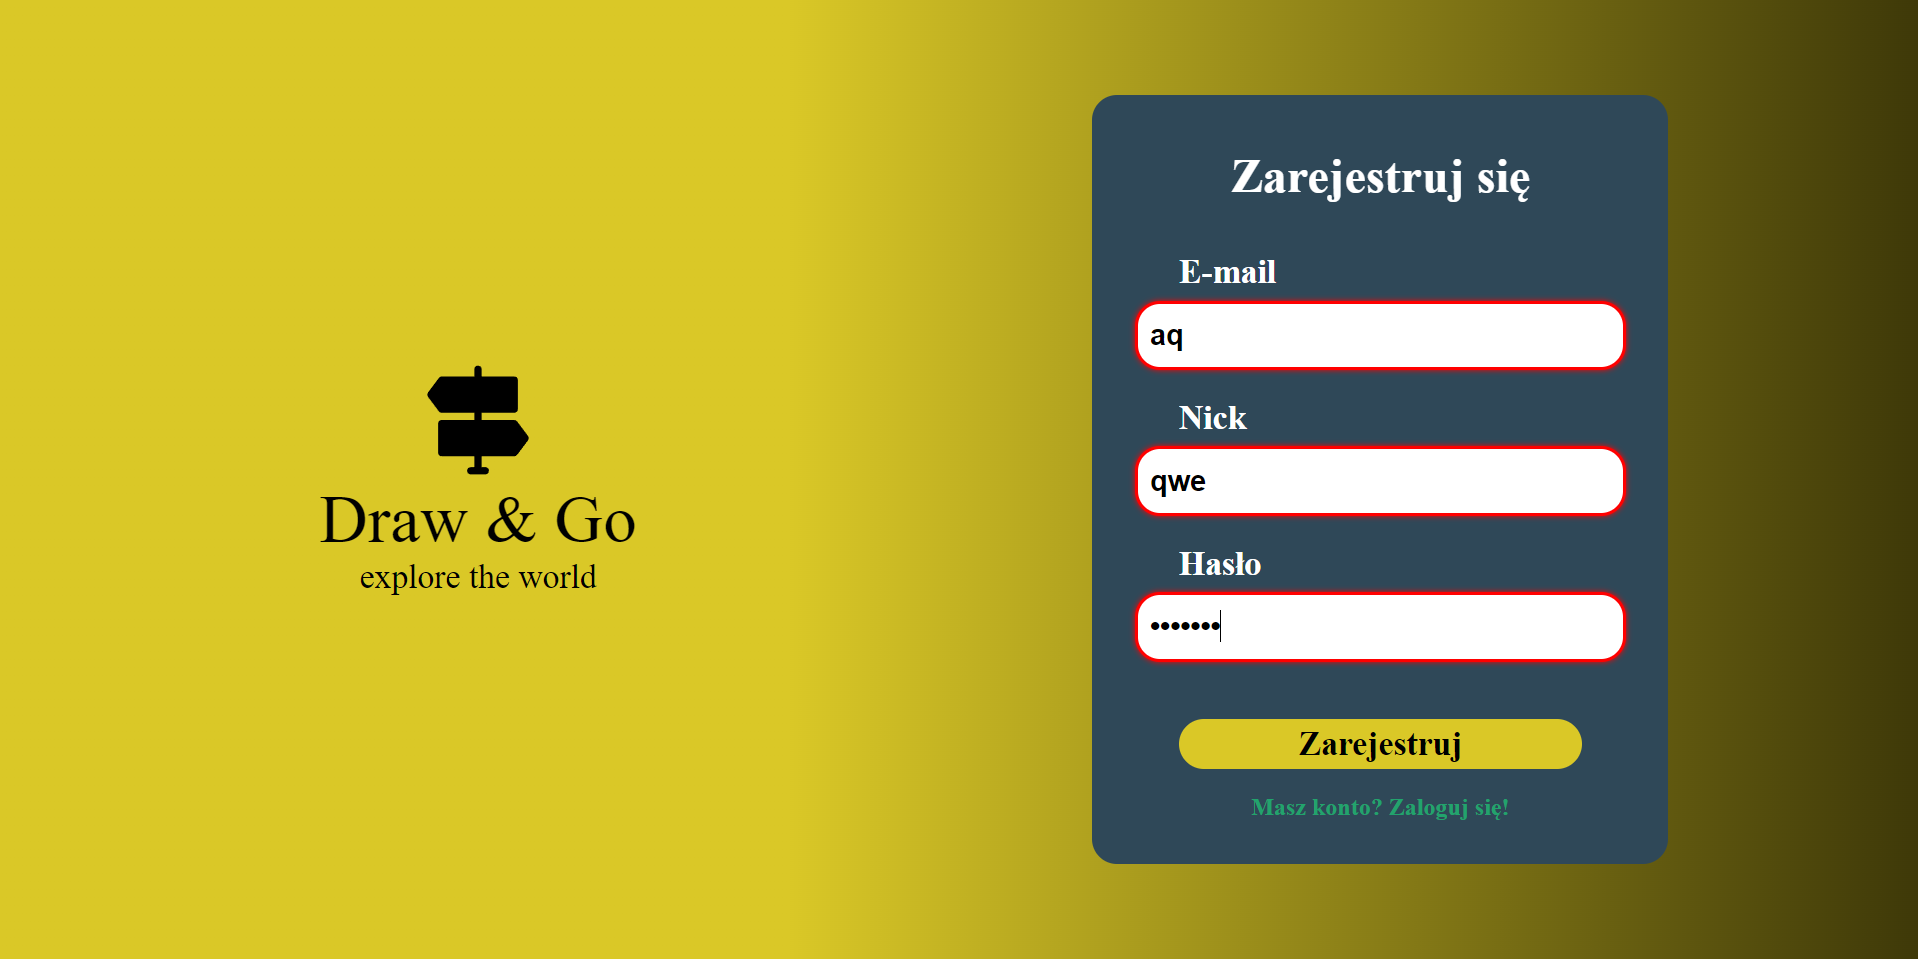 Draw & Go
explore the world
Zarejestruj się
E-mail
aq
Nick
qwe
Hasło
•••••••
Zarejestruj
Masz konto? Zaloguj się!